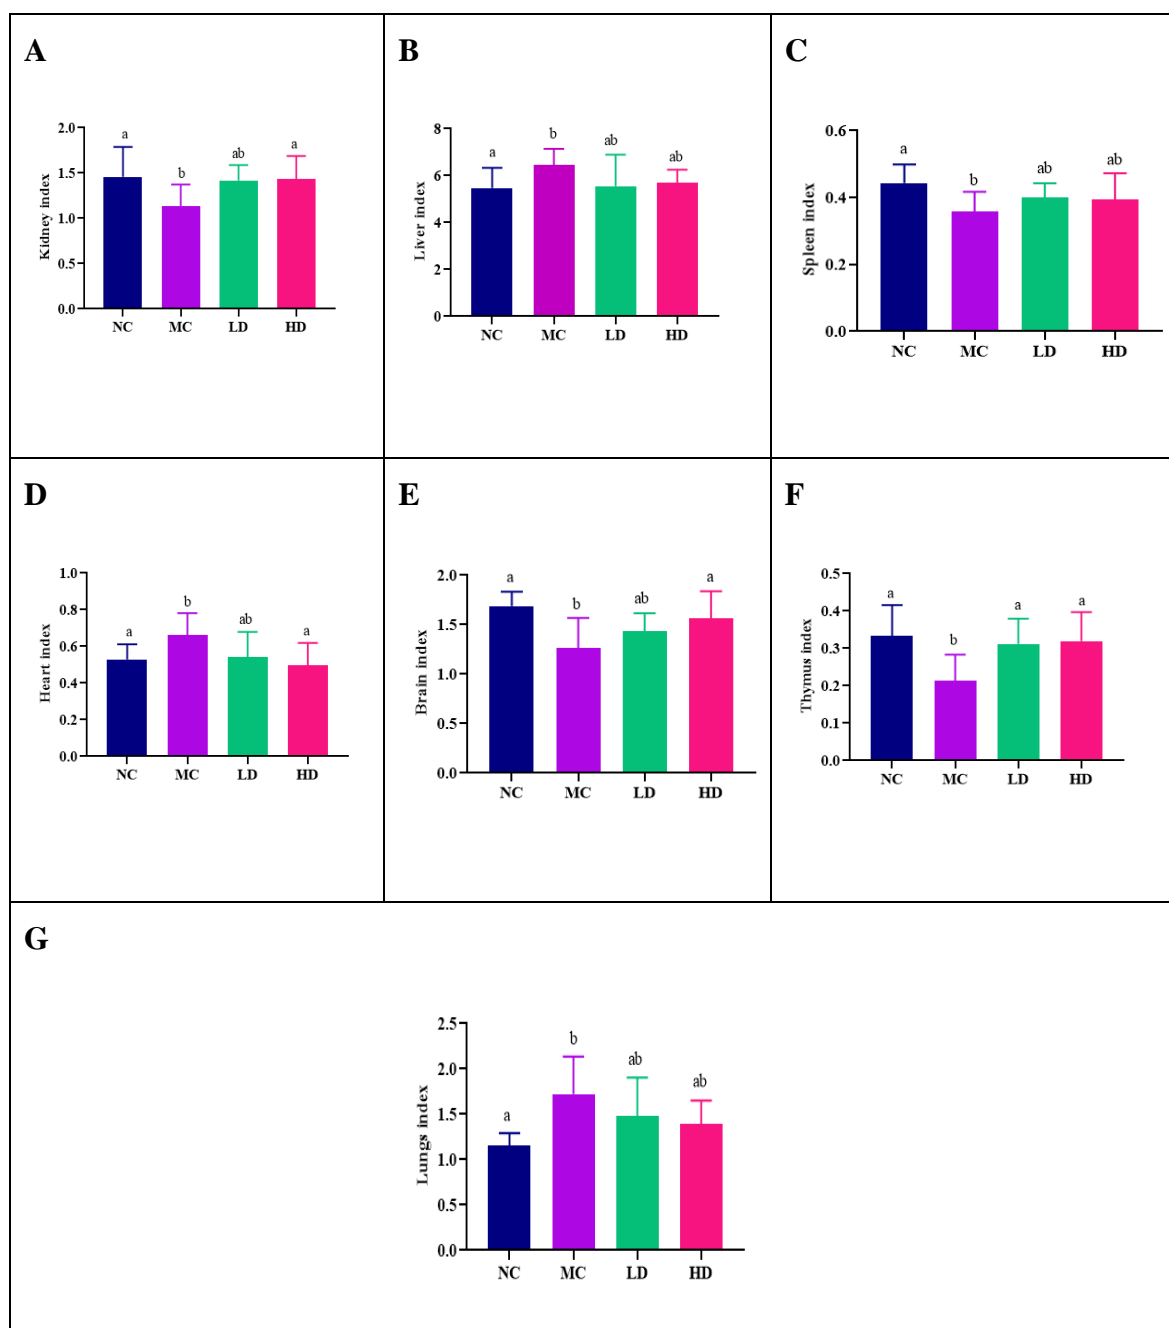 A
Kidney index
2.0
1.5
1.0
0.5
0.0
a
b
ab
a
NC MC LD HD
B
Liver index
8
6
4
2
0
a
b
ab
ab
NC MC LD HD
C
Spleen index
0.6
0.4
0.2
0.0
a
b
ab
ab
NC MC LD HD
D
Heart index
1.0
0.8
0.6
0.4
0.2
0.0
a
b
ab
a
NC MC LD HD
E
Brain index
2.0
1.5
1.0
0.5
0.0
a
b
ab
a
NC MC LD HD
F
Thymus index
0.5
0.4
0.3
0.2
0.1
0.0
a
b
a
a
NC MC LD HD
G
Lungs index
2.5
2.0
1.5
1.0
0.5
0.0
a
b
ab
ab
NC MC LD HD